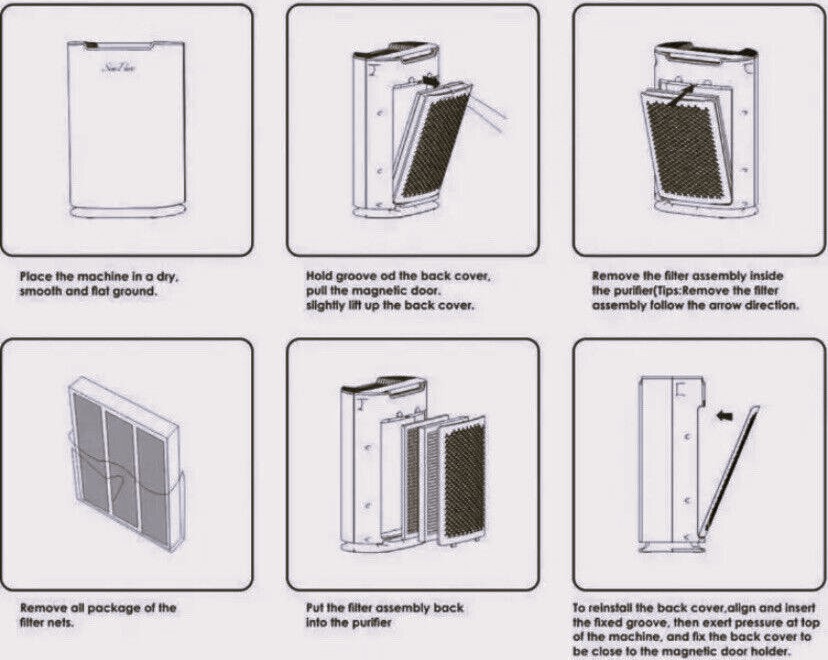 Place the machine in a dry,
smooth and flat ground.
Hold groove od the back cover,
pull the magnetic door.
slightly lift up the back cover.
Remove the filter assembly inside
the purifier(Tips:Remove the filter
assembly follow the arrow direction.
Remove all package of the
filter nets.
Put the filter assembly back
into the purifier
To reinstall the back cover,align and insert
the fixed groove, then exert pressure at top
of the machine, and fix the back cover to
be close to the magnetic door holder.